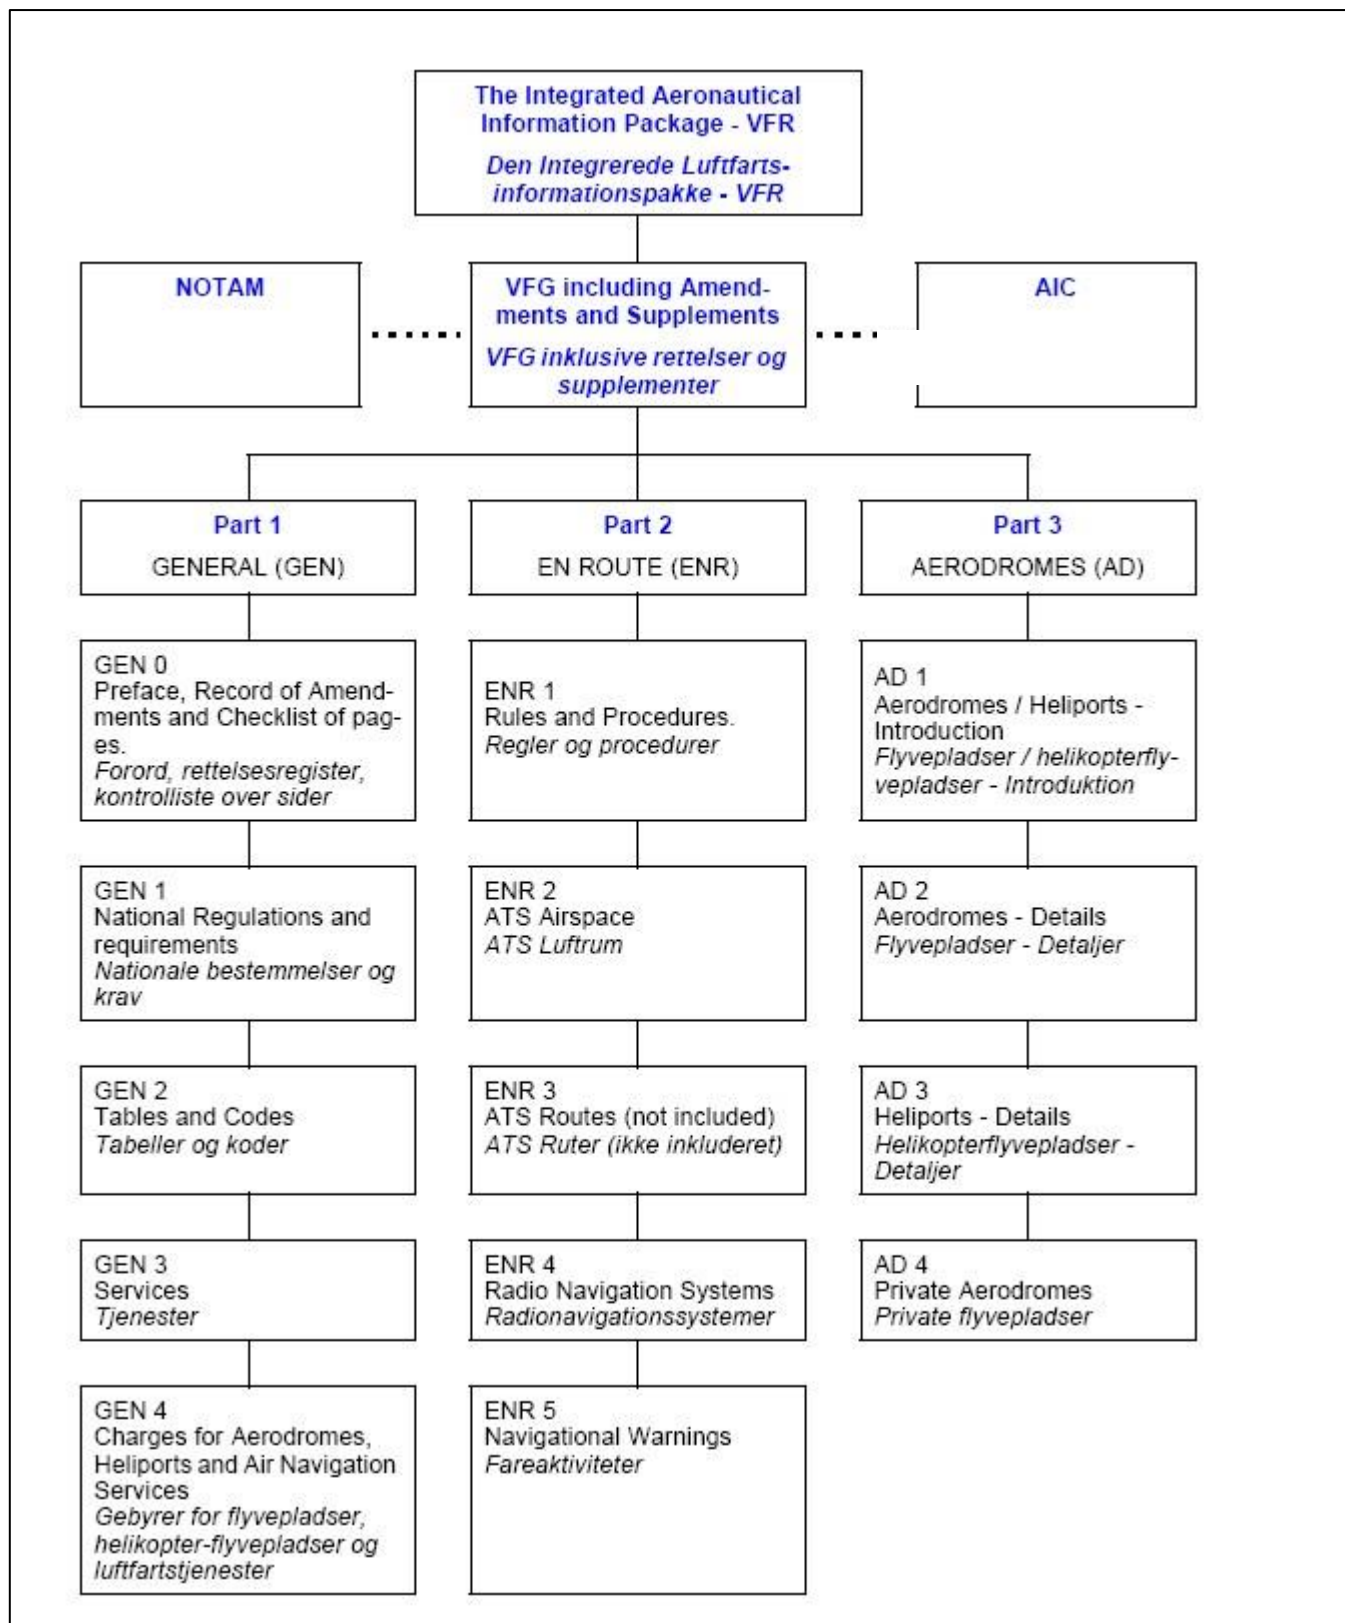 The Integrated Aeronautical
Information Package - VFR
Den Integrerede Luftfarts-
informationspakke - VFR
NOTAM
VFG including Amend-
ments and Supplements
VFG inklusive rettelser og
supplementer
AIC
Part 1
GENERAL (GEN)
Part 2
EN ROUTE (ENR)
Part 3
AERODROMES (AD)
GEN 0
Preface, Record of Amend-
ments and Checklist of pag-
es.
Forord, rettelsesregister,
kontrolliste over sider
ENR 1
Rules and Procedures.
Regler og procedurer
AD 1
Aerodromes / Heliports -
Introduction
Flyvepladser / helikopterfly-
vepladser - Introduktion
GEN 1
National Regulations and
requirements
Nationale bestemmelser og
krav
ENR 2
ATS Airspace
ATS Luftrum
AD 2
Aerodromes - Details
Flyvepladser - Detaljer
GEN 2
Tables and Codes
Tabeller og koder
ENR 3
ATS Routes (not included)
ATS Ruter (ikke inkluderet)
AD 3
Heliports - Details
Helikopterflyvepladser -
Detaljer
GEN 3
Services
Tjenester
ENR 4
Radio Navigation Systems
Radionavigationssystemer
AD 4
Private Aerodromes
Private flyvepladser
GEN 4
Charges for Aerodromes,
Heliports and Air Navigation
Services
Gebyrer for flyvepladser,
helikopter-flyvepladser og
luftfartstjenester
ENR 5
Navigational Warnings
Fareaktiviteter